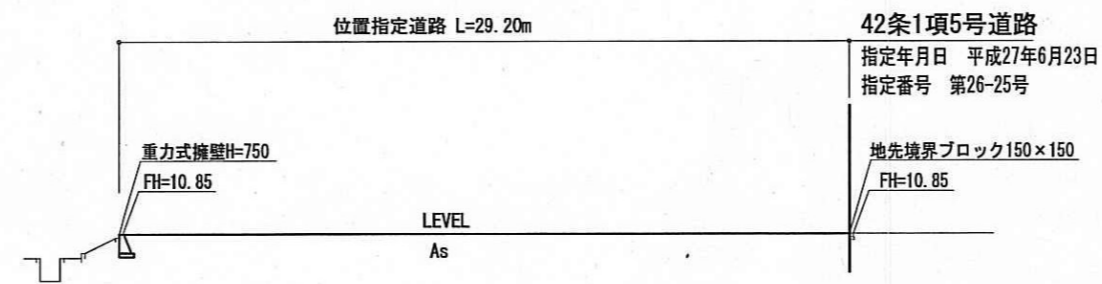 位置指定道路 L=29.20m
42条1項5号道路
指定年月日 平成27年6月23日
指定番号 第26-25号
重力式擁壁H=750
FH=10.85
地先境界ブロック150×150
FH=10.85
LEVEL
As